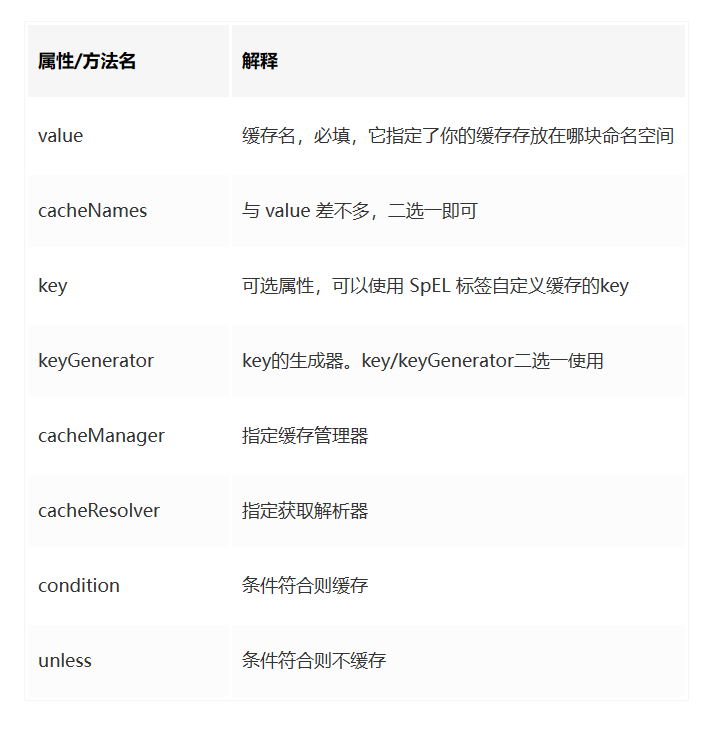 属性/方法名 解释
value 缓存名，必填，它指定了你的缓存存放在哪块命名空间
cacheNames 与 value 差不多，二选一即可
key 可选属性，可以使用 SpEL 标签自定义缓存的key
keyGenerator key的生成器。key/keyGenerator二选一使用
cacheManager 指定缓存管理器
cacheResolver 指定获取解析器
condition 条件符合则缓存
unless 条件符合则不缓存